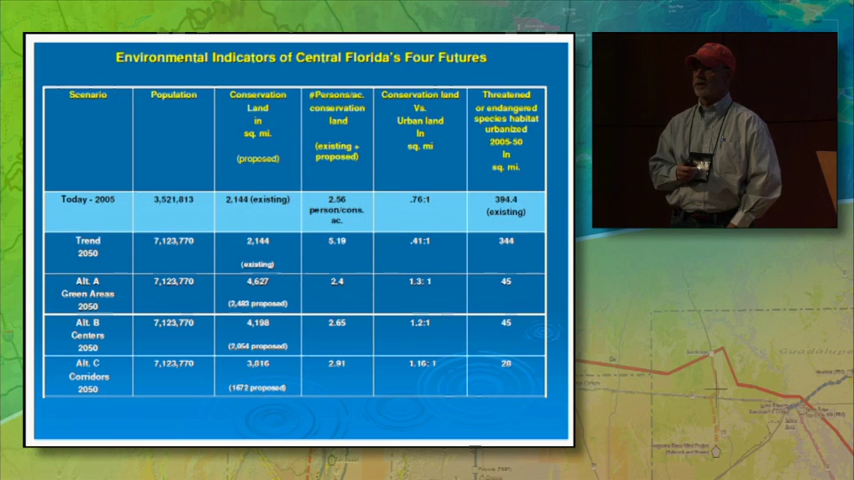 Environmental Indicators of Central Florida's Four Futures
Scenario
Population
Conservation
Land
in
sq. mi.
(proposed)
#Persons/ac.
conservation
land
(existing +
proposed)
Conservation land
Vs.
Urban land
In
sq. mi
Threatened
or endangered
species habitat
urbanized
2005-50
In
sq. mi.
Today - 2005
3,521,813
2,144 (existing)
2.56
person/cons.
ac.
.76:1
394.4
(existing)
Trend
2050
7,123,770
2,144
(existing)
5.19
.41:1
344
Alt. A
Green Areas
2050
7,123,770
4,627
(2,483 proposed)
2.4
1.3: 1
45
Alt. B
Centers
2050
7,123,770
4,198
(2,054 proposed)
2.65
1.2:1
45
Alt. C
Corridors
2050
7,123,770
3,816
(1672 proposed)
2.91
1.16: 1
28